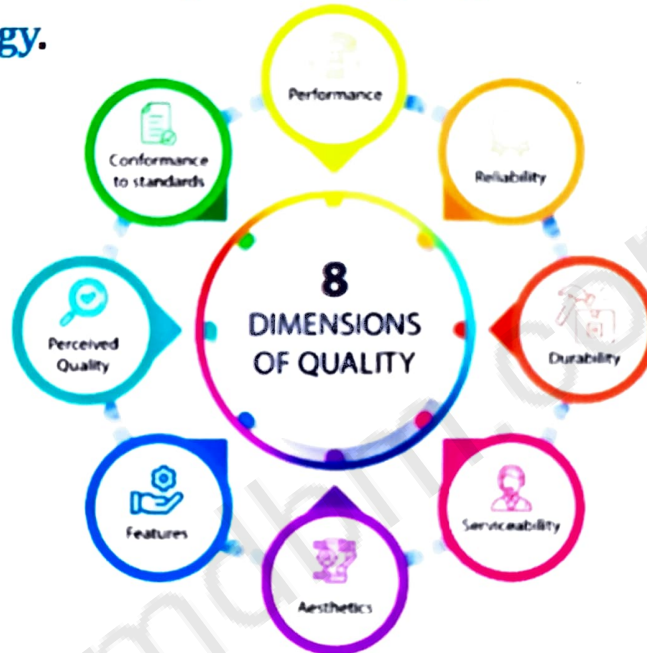 gy.
Performance
Conformance
to standards
Reliability
8
DIMENSIONS
OF QUALITY
Perceived
Quality
Durability
Features
Serviceability
Aesthetics